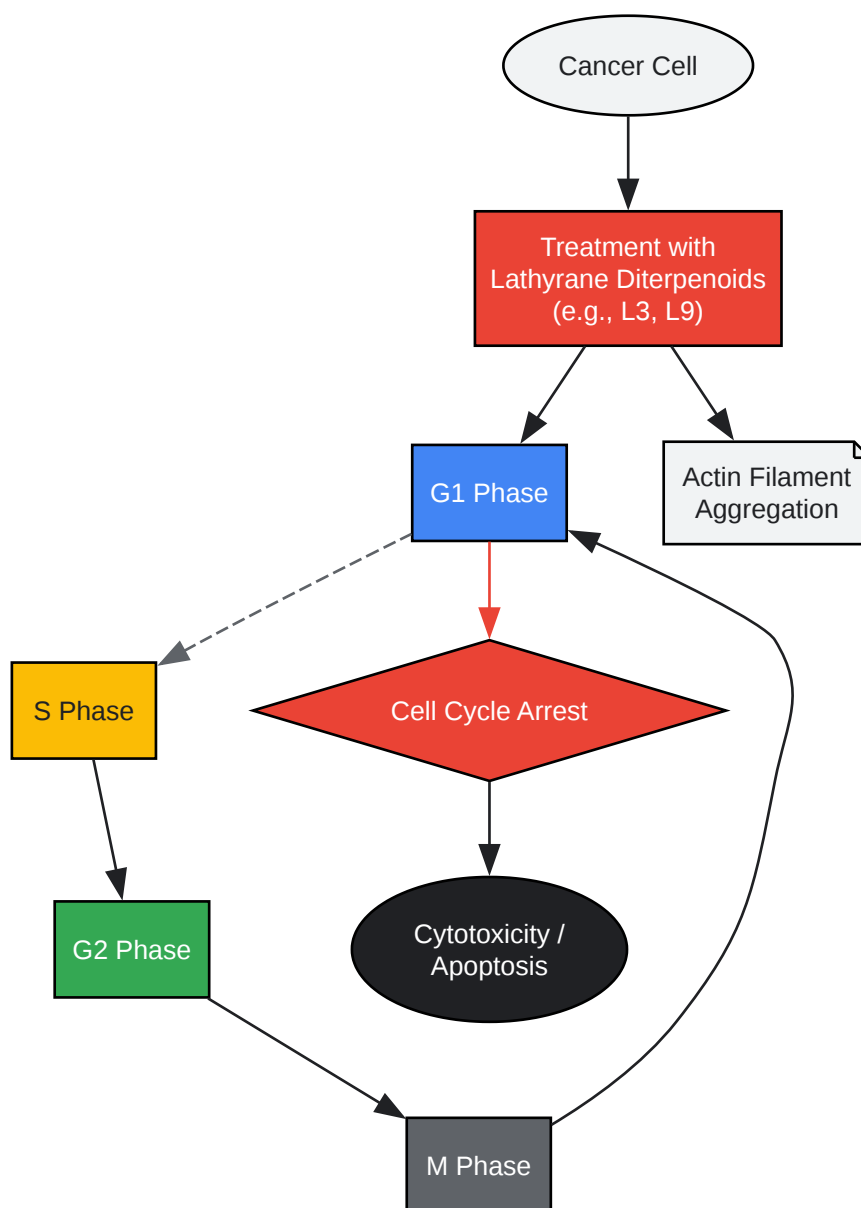 Cancer Cell
Treatment with
Lathyrane Diterpenoids
(e.g., L3, L9)
G1 Phase
Actin Filament
Aggregation
S Phase
Cell Cycle Arrest
G2 Phase
Cytotoxicity /
Apoptosis
M Phase